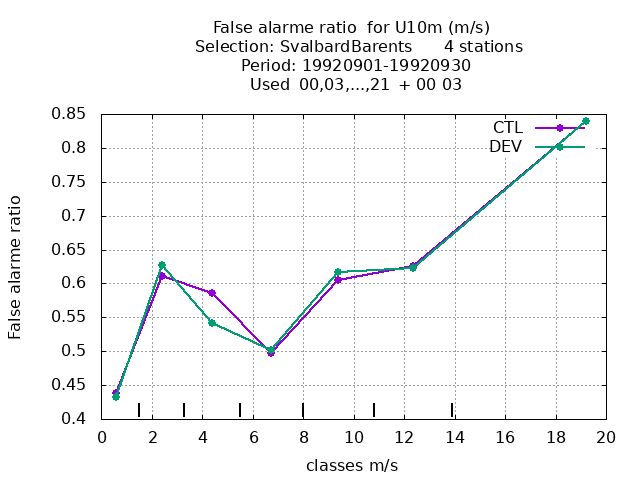 False alarme ratio  for U10m (m/s)
Selection: SvalbardBarents      4 stations
Period: 19920901-19920930
Used  00,03,...,21  + 00 03
0.85
CTL
0.8
DEV
0.75
0.7
0.65
0.6
0.55
0.5
0.45
0.4
False alarme ratio
0 2 4 6 8 10 12 14 16 18 20
classes m/s